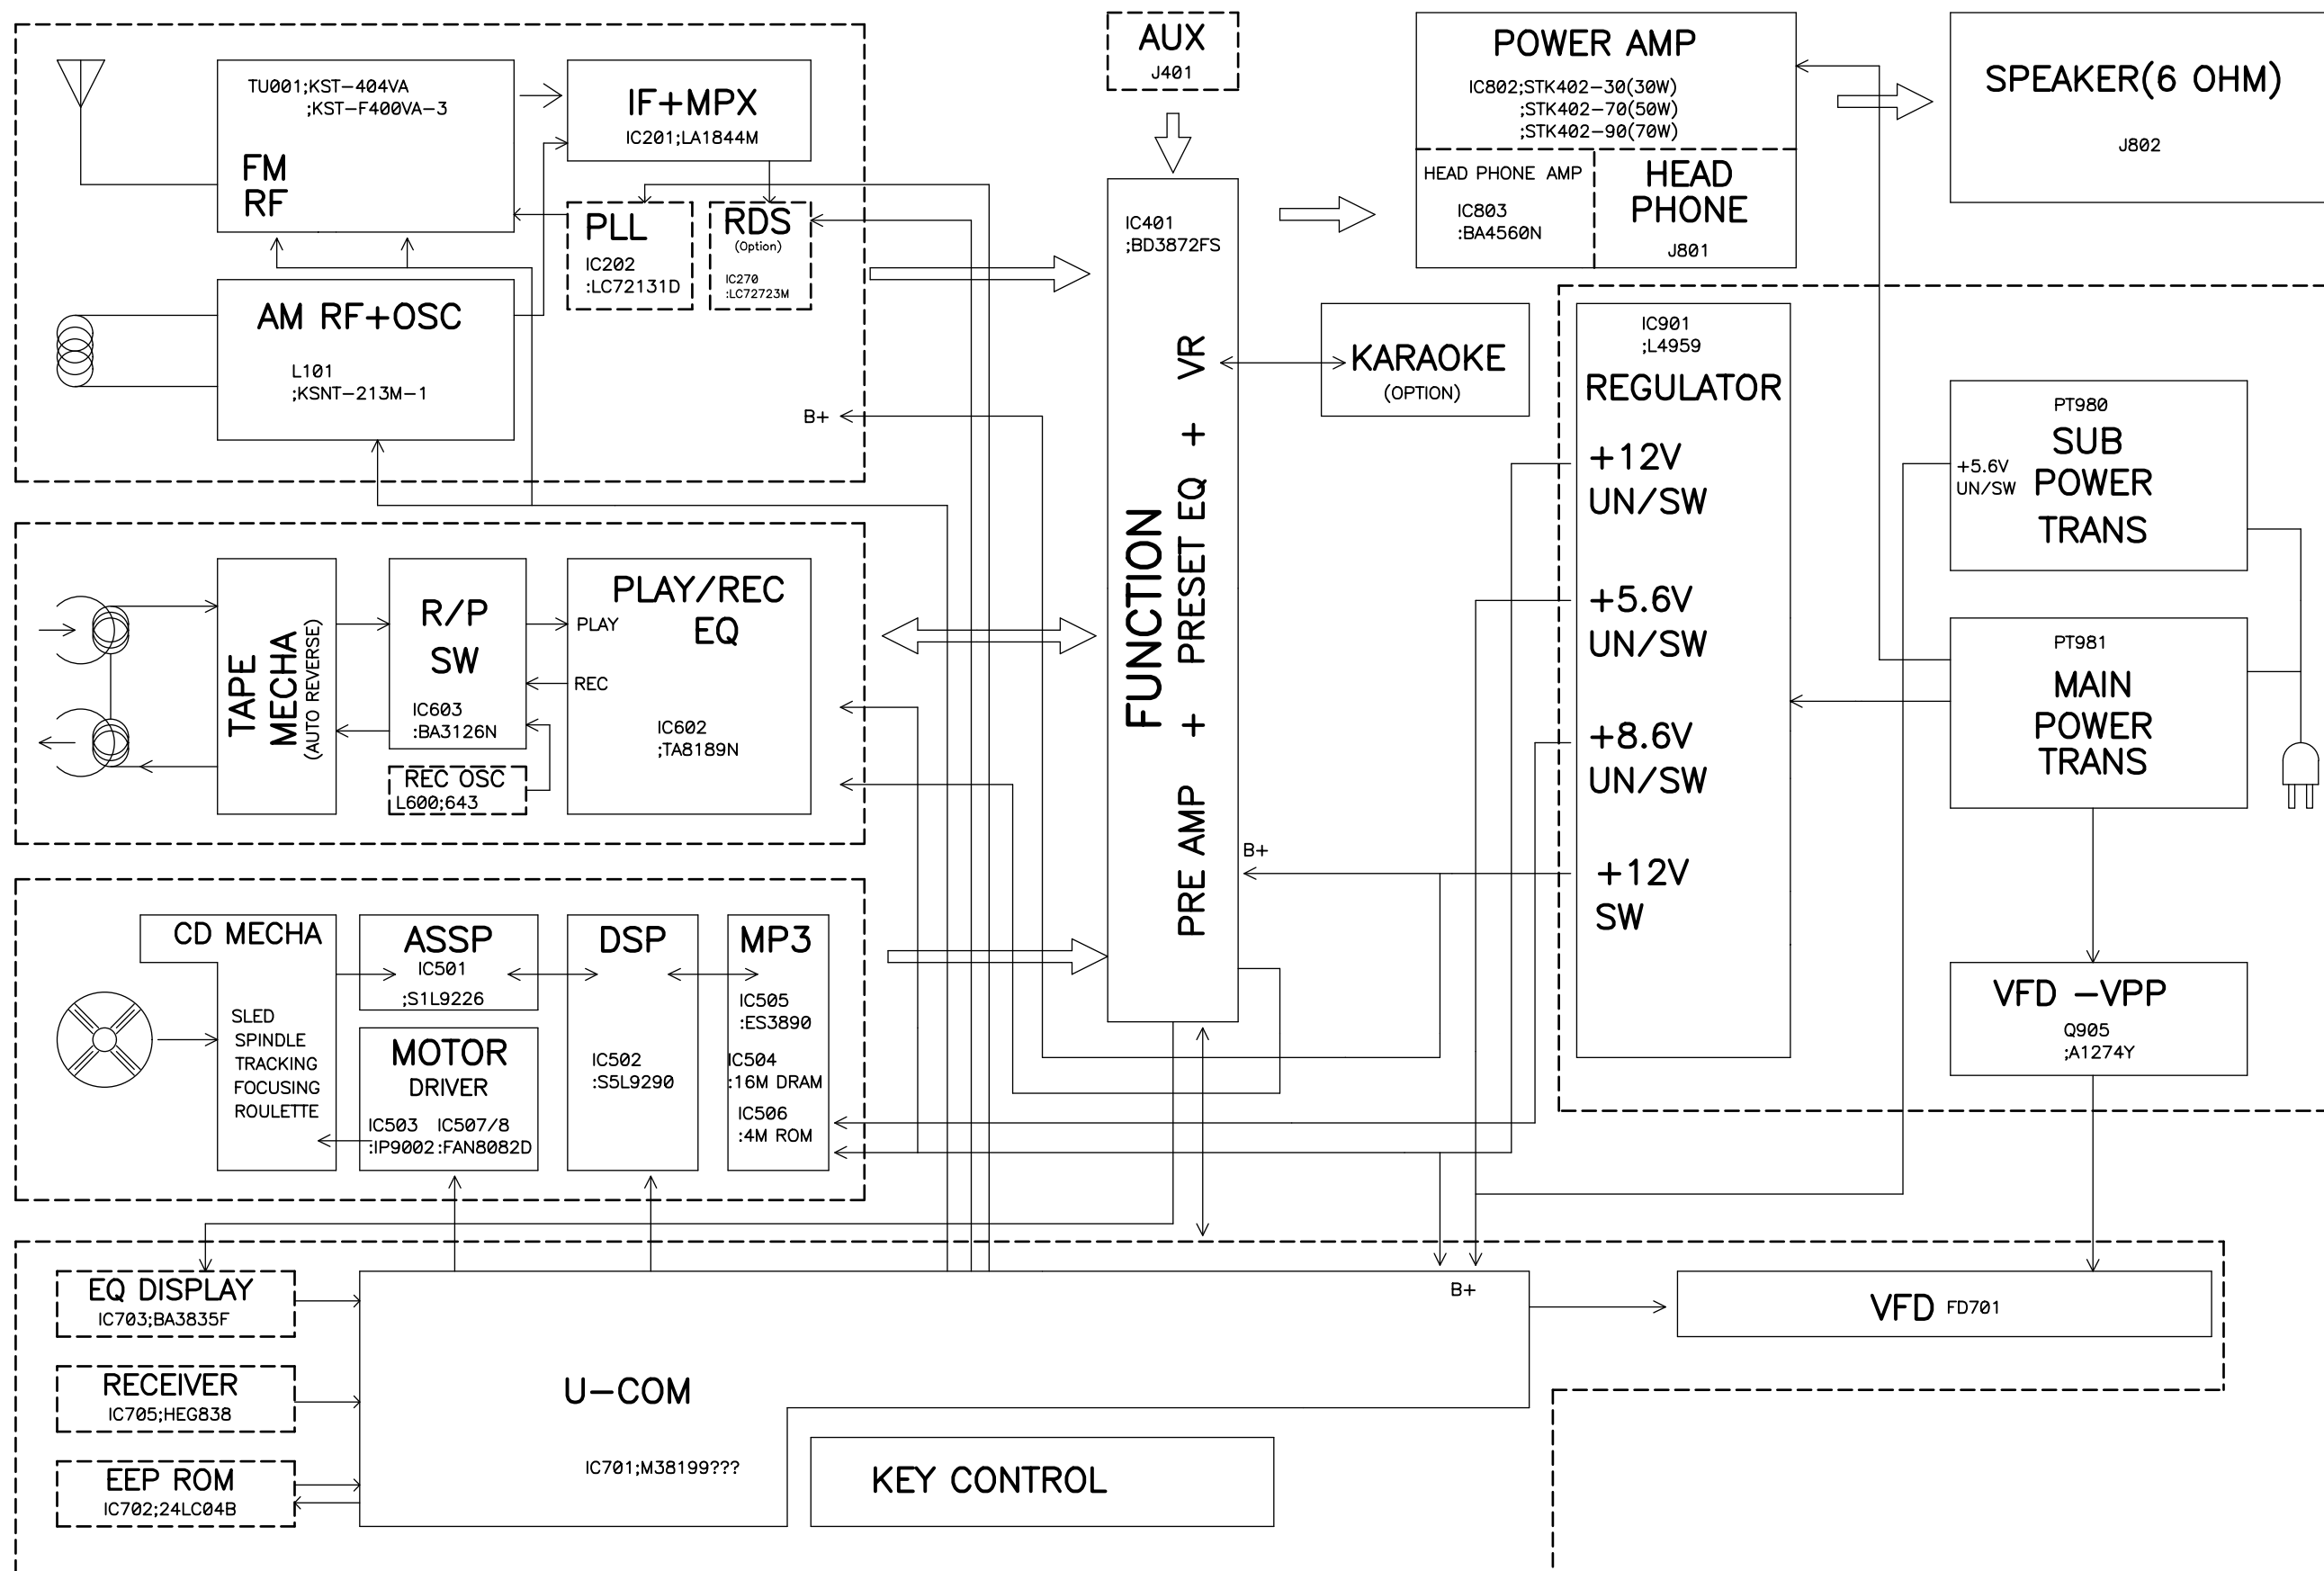 TU001;KST-404VA
;KST-F400VA-3
FM
RF
IF+MPX
IC201;LA1844M
PLL
IC202
:LC72131D
RDS
(Option)
IC270
:LC72723M
AM RF+OSC
L101
;KSNT-213M-1
B+
AUX
J401
IC401
;BD3872FS
FUNCTION
PRE AMP + PRESET EQ + VR
B+
POWER AMP
IC802;STK402-30(30W)
;STK402-70(50W)
;STK402-90(70W)
HEAD PHONE AMP
IC803
:BA4560N
HEAD
PHONE
J801
SPEAKER(6 OHM)
J802
KARAOKE
(OPTION)
IC901
;L4959
REGULATOR
+12V
UN/SW
+5.6V
UN/SW
+8.6V
UN/SW
+12V
SW
PT980
SUB
POWER
TRANS
+5.6V
UN/SW
PT981
MAIN
POWER
TRANS
VFD -VPP
Q905
;A1274Y
TAPE
MECHA
(AUTO REVERSE)
R/P
SW
IC603
:BA3126N
REC OSC
L600;643
PLAY/REC
EQ
PLAY
REC
IC602
;TA8189N
CD MECHA
SLED
SPINDLE
TRACKING
FOCUSING
ROULETTE
ASSP
IC501
;S1L9226
MOTOR
DRIVER
IC503 IC507/8
:IP9002 :FAN8082D
DSP
IC502
:S5L9290
MP3
IC505
:ES3890
IC504
:16M DRAM
IC506
:4M ROM
EQ DISPLAY
IC703;BA3835F
RECEIVER
IC705;HEG838
EEP ROM
IC702;24LC04B
U-COM
IC701;M38199???
B+
KEY CONTROL
VFD FD701